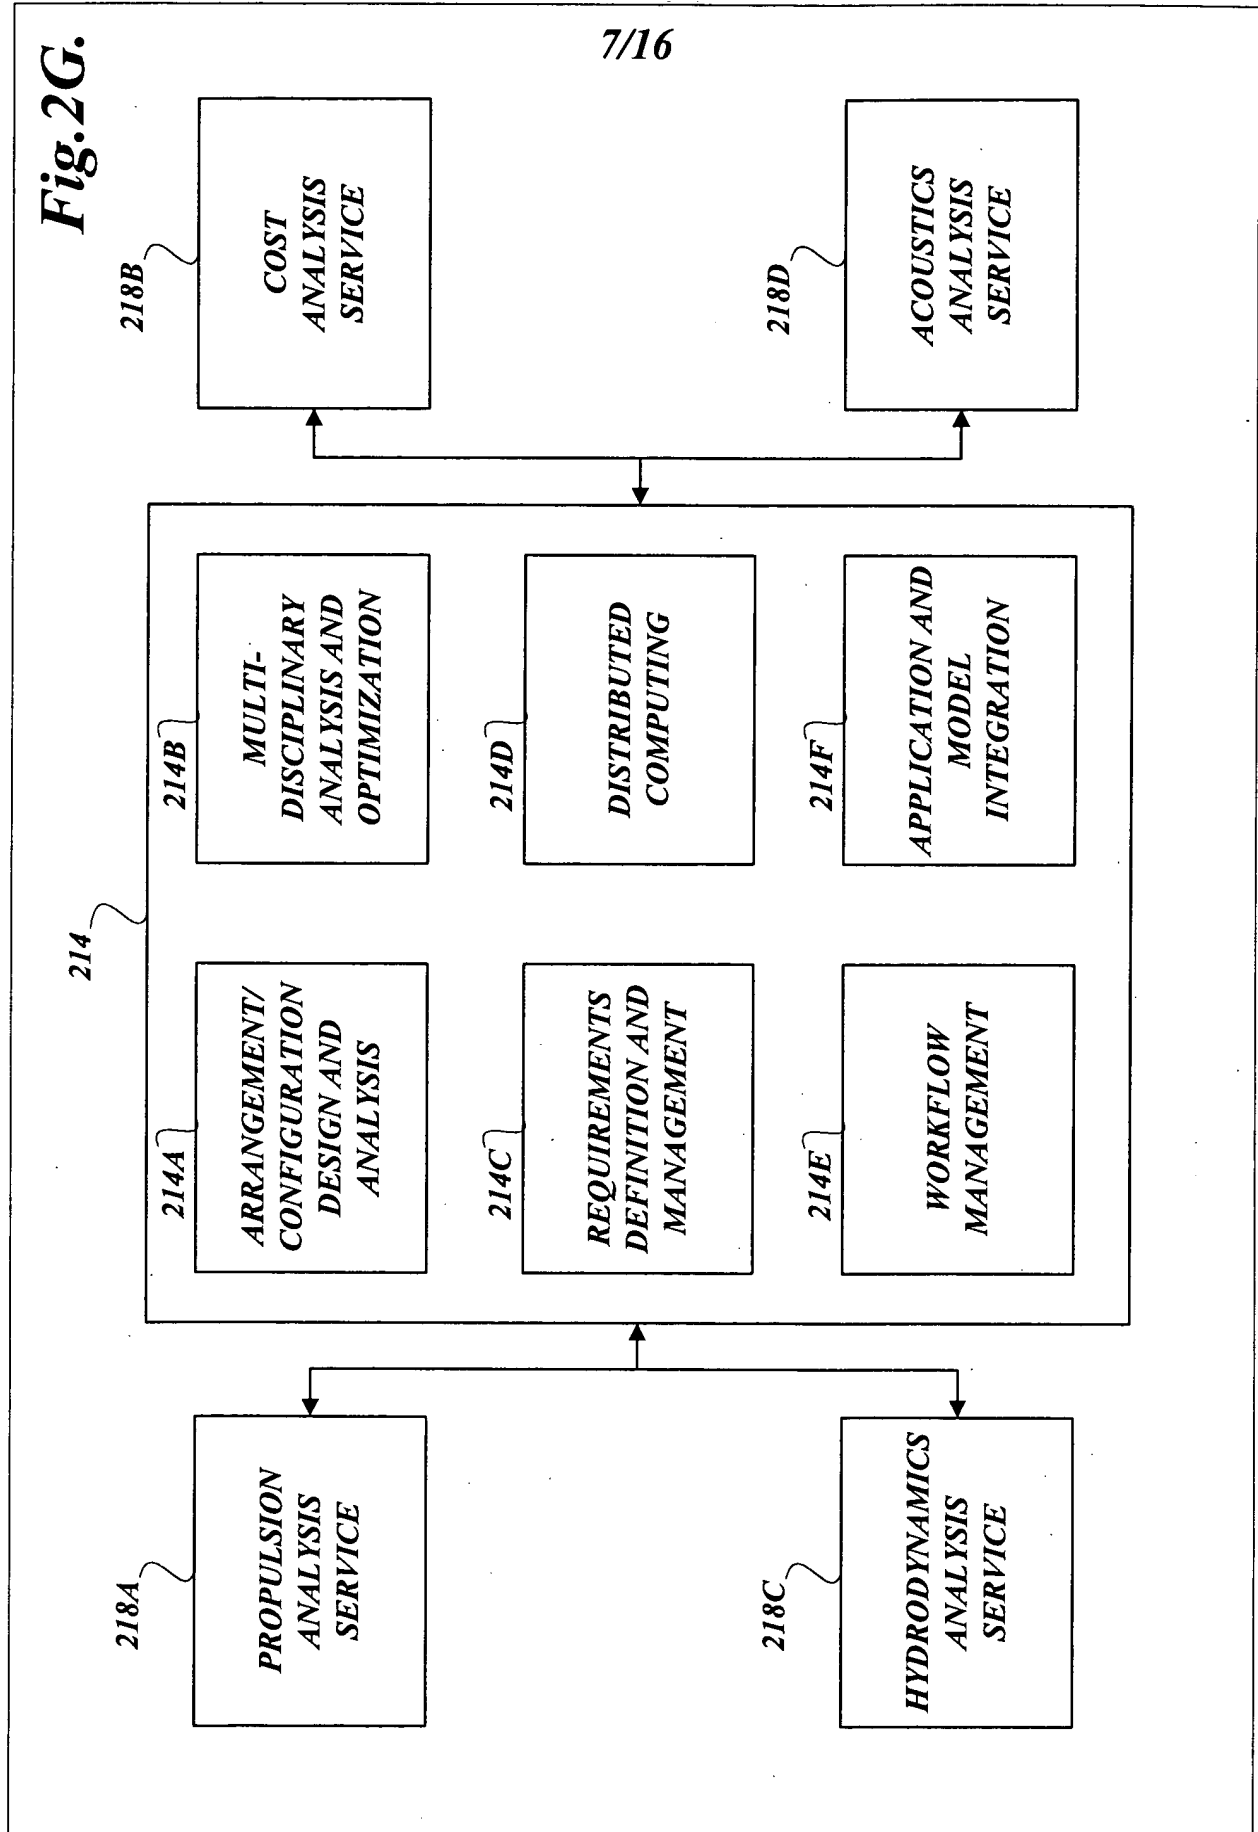 7/16
Fig.2G.
214
218A
PROPULSION
ANALYSIS
SERVICE
214A
ARRANGEMENT/
CONFIGURATION
DESIGN AND
ANALYSIS
214B
MULTI-
DISCIPLINARY
ANALYSIS AND
OPTIMIZATION
218B
COST
ANALYSIS
SERVICE
214C
REQUIREMENTS
DEFINITION AND
MANAGEMENT
214D
DISTRIBUTED
COMPUTING
218C
HYDRODYNAMICS
ANALYSIS
SERVICE
214E
WORKFLOW
MANAGEMENT
214F
APPLICATION AND
MODEL
INTEGRATION
218D
ACOUSTICS
ANALYSIS
SERVICE